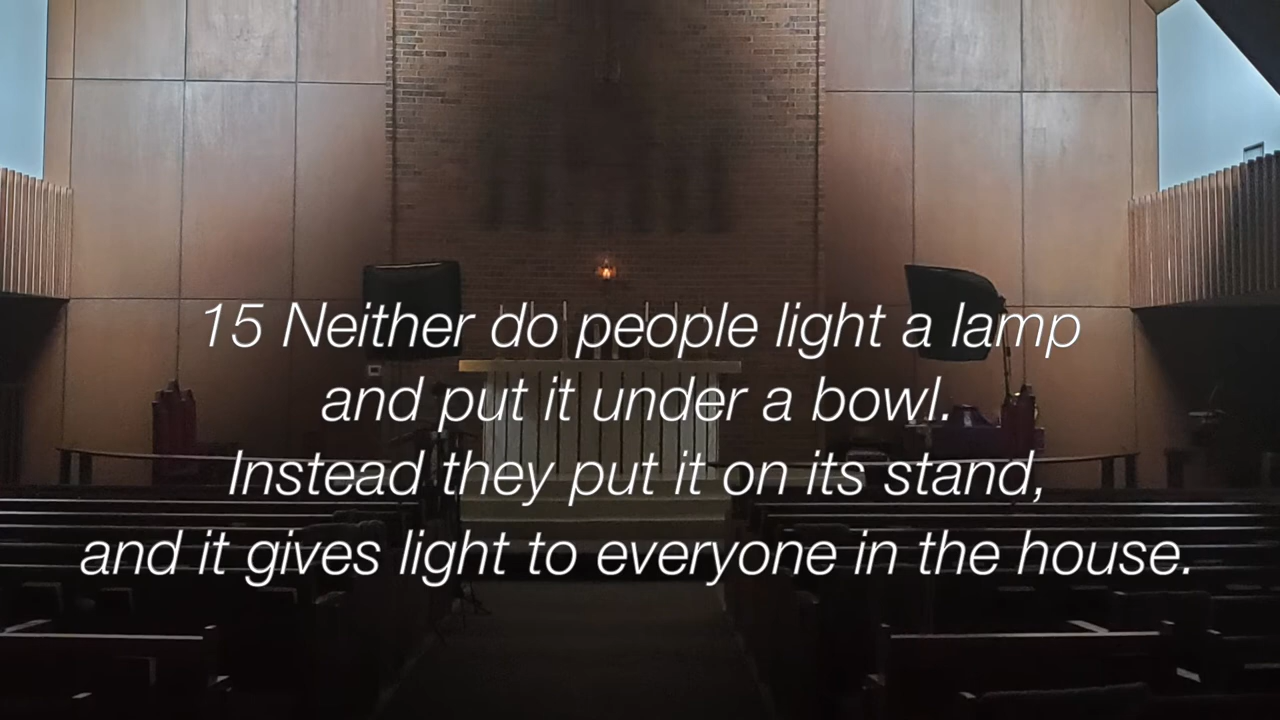 15 Neither do people light a lamp
and put it under a bowl.
Instead they put it on its stand,
and it gives light to everyone in the house.